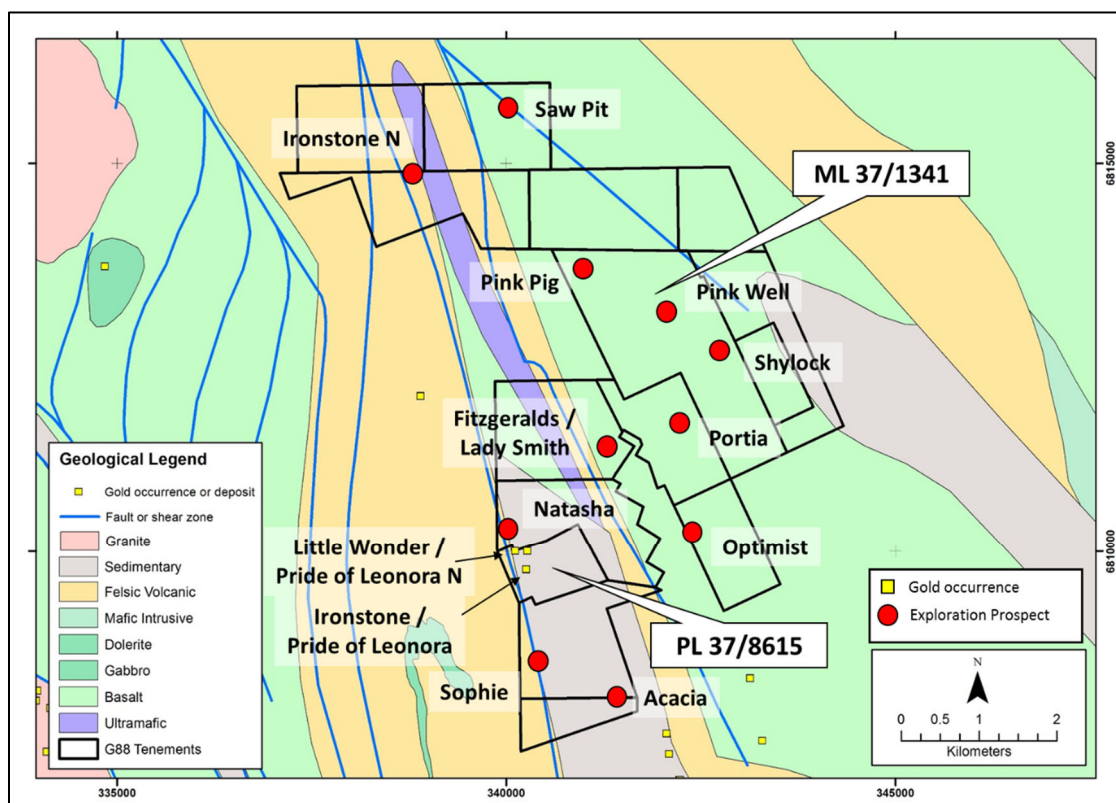 Saw Pit
Ironstone N
ML 37/1341
6815000
Pink Pig
Pink Well
Shylock
Fitzgeralds /
Lady Smith
Portia
Natasha
Optimist
Little Wonder /
Pride of Leonora N
Ironstone /
Pride of Leonora
6810000
PL 37/8615
Sophie
Acacia
Geological Legend
Gold occurrence or deposit
Fault or shear zone
Granite
Sedimentary
Felsic Volcanic
Mafic Intrusive
Dolerite
Gabbro
Basalt
Ultramafic
G88 Tenements
Gold occurrence
Exploration Prospect
N
0 0.5 1 2
Kilometers
335000 340000 345000